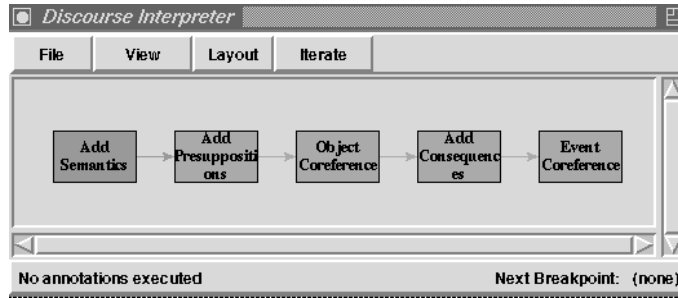 Discourse Interpreter
File View Layout Iterate
Add
Semantics
Add
Presuppositi
ons
Object
Coreference
Add
Consequenc
es
Event
Coreference
No annotations executed Next Breakpoint: (none)